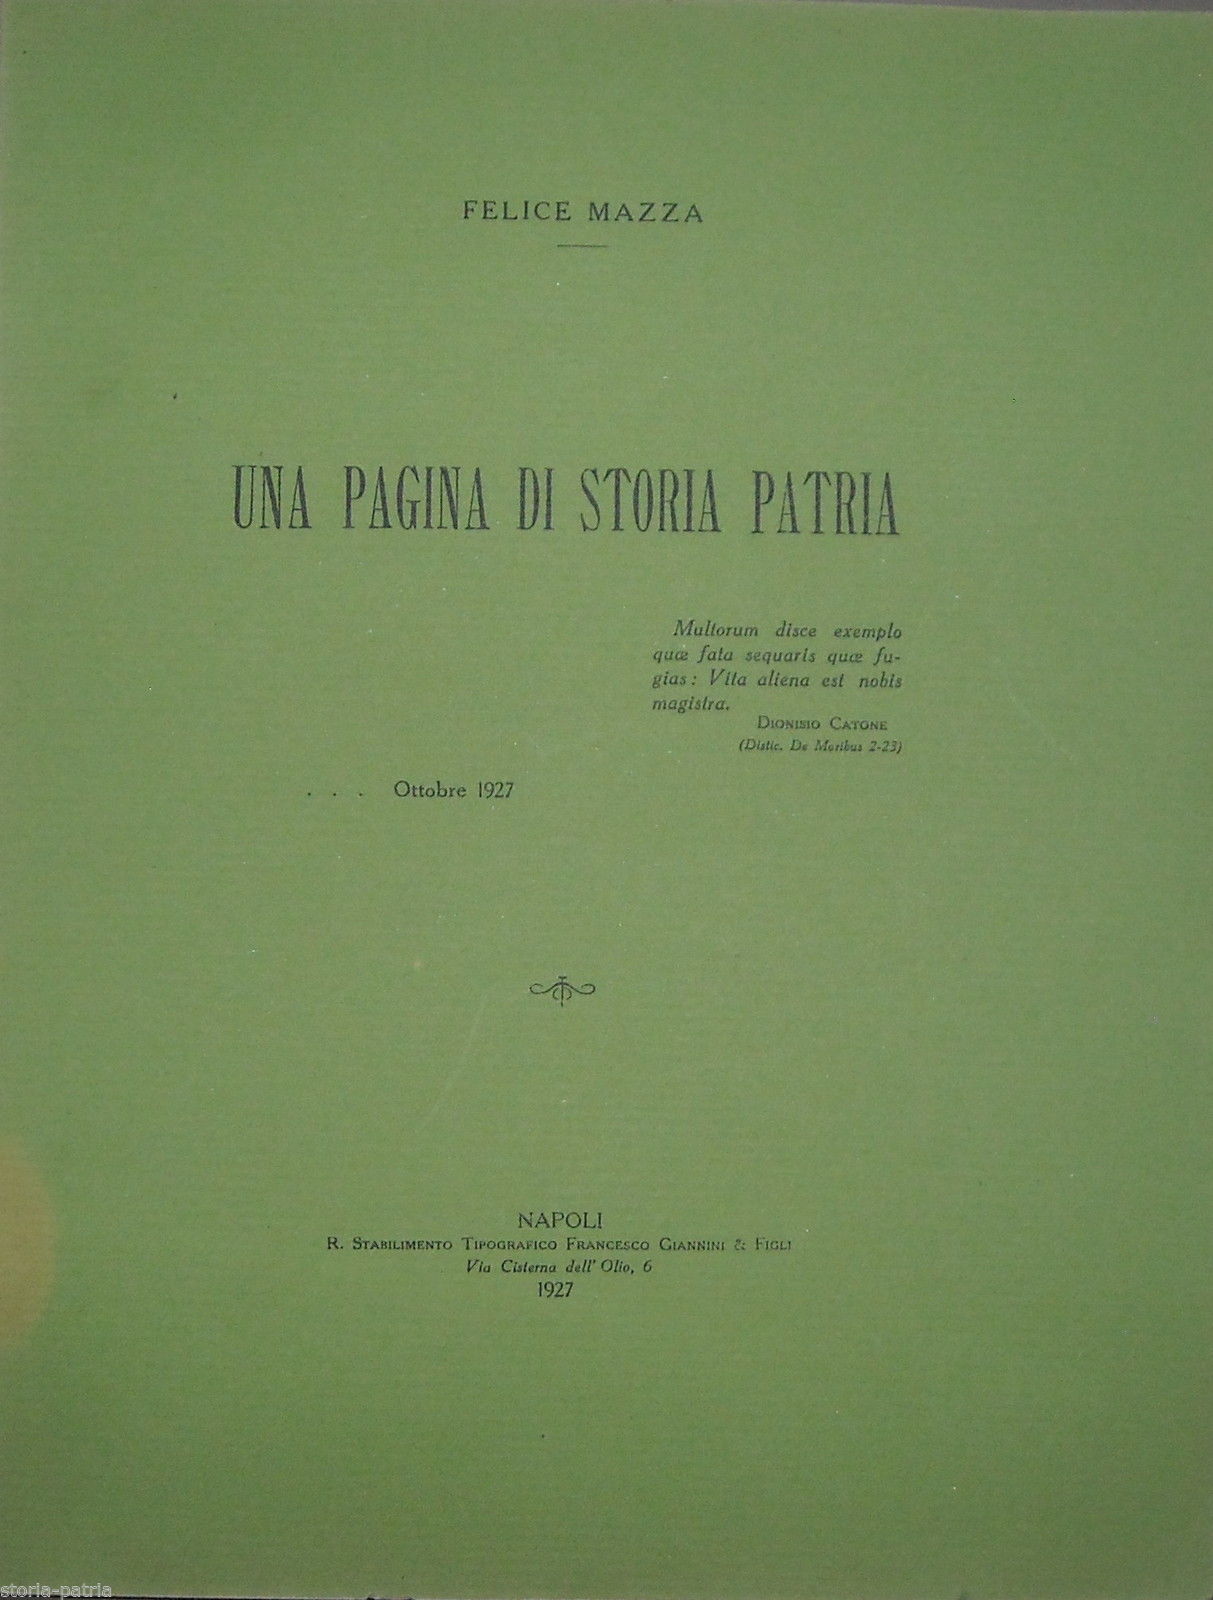 FELICE MAZZA
UNA PAGINA DI STORIA PATRIA
Multorum disce exemplo
quæ fata sequaris quæ fu-
gias: Vita aliena est nobis
magistra.
DIONISIO CATONE
(Distic. De Moribus 2-23)
. . . Ottobre 1927
NAPOLI
R. STABILIMENTO TIPOGRAFICO FRANCESCO GIANNINI & FIGLI
Via Cisterna dell' Olio, 6
1927
storia-patria